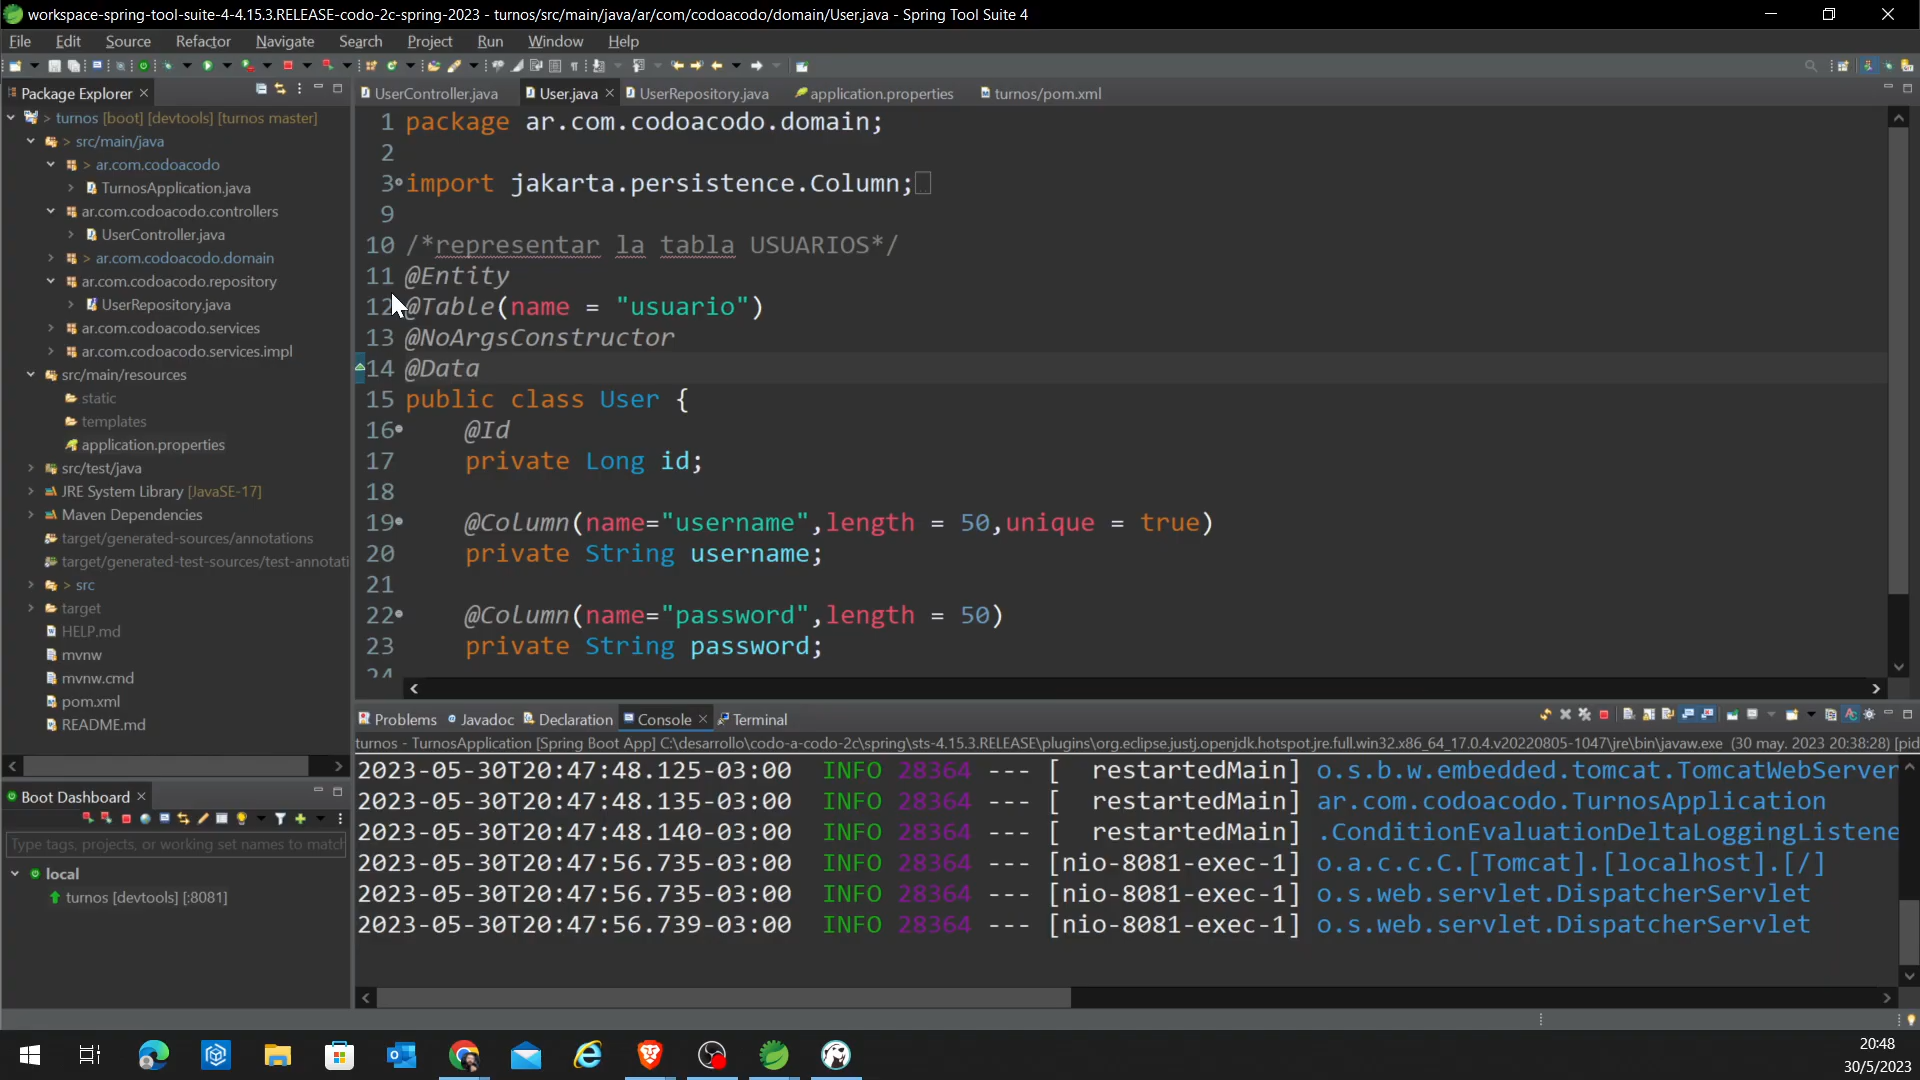 workspace-spring-tool-suite-4-4.15.3.RELEASE-codo-2c-spring-2023 - turnos/src/main/java/ar/com/codoacodo/domain/User.java - Spring Tool Suite 4
File Edit Source Refactor Navigate Search Project Run Window Help
Package Explorer
> turnos [boot] [devtools] [turnos master]
> src/main/java
> ar.com.codoacodo
TurnosApplication.java
ar.com.codoacodo.controllers
UserController.java
> ar.com.codoacodo.domain
ar.com.codoacodo.repository
UserRepository.java
ar.com.codoacodo.services
ar.com.codoacodo.services.impl
src/main/resources
static
templates
application.properties
src/test/java
JRE System Library [JavaSE-17]
Maven Dependencies
target/generated-sources/annotations
target/generated-test-sources/test-annotati
> src
target
HELP.md
mvnw
mvnw.cmd
pom.xml
README.md
Boot Dashboard
Type tags, projects, or working set names to match
local
turnos [devtools] [:8081]
UserController.java User.java UserRepository.java application.properties turnos/pom.xml
1 package ar.com.codoacodo.domain;
2
3 import jakarta.persistence.Column;
9
10 /*representar la tabla USUARIOS*/
11 @Entity
12 @Table(name = "usuario")
13 @NoArgsConstructor
14 @Data
15 public class User {
16 @Id
17 private Long id;
18
19 @Column(name="username",length = 50,unique = true)
20 private String username;
21
22 @Column(name="password",length = 50)
23 private String password;
24
Problems Javadoc Declaration Console Terminal
turnos - TurnosApplication [Spring Boot App] C:\desarrollo\codo-a-codo-2c\spring\sts-4.15.3.RELEASE\plugins\org.eclipse.justj.openjdk.hotspot.jre.full.win32.x86_64_17.0.4.v20220805-1047\jre\bin\javaw.exe (30 may. 2023 20:38:28) [pid
2023-05-30T20:47:48.125-03:00 INFO 28364 --- [ restartedMain] o.s.b.w.embedded.tomcat.TomcatWebServer
2023-05-30T20:47:48.135-03:00 INFO 28364 --- [ restartedMain] ar.com.codoacodo.TurnosApplication
2023-05-30T20:47:48.140-03:00 INFO 28364 --- [ restartedMain] .ConditionEvaluationDeltaLoggingListene
2023-05-30T20:47:56.735-03:00 INFO 28364 --- [nio-8081-exec-1] o.a.c.c.C.[Tomcat].[localhost].[/]
2023-05-30T20:47:56.735-03:00 INFO 28364 --- [nio-8081-exec-1] o.s.web.servlet.DispatcherServlet
2023-05-30T20:47:56.739-03:00 INFO 28364 --- [nio-8081-exec-1] o.s.web.servlet.DispatcherServlet
20:48
30/5/2023